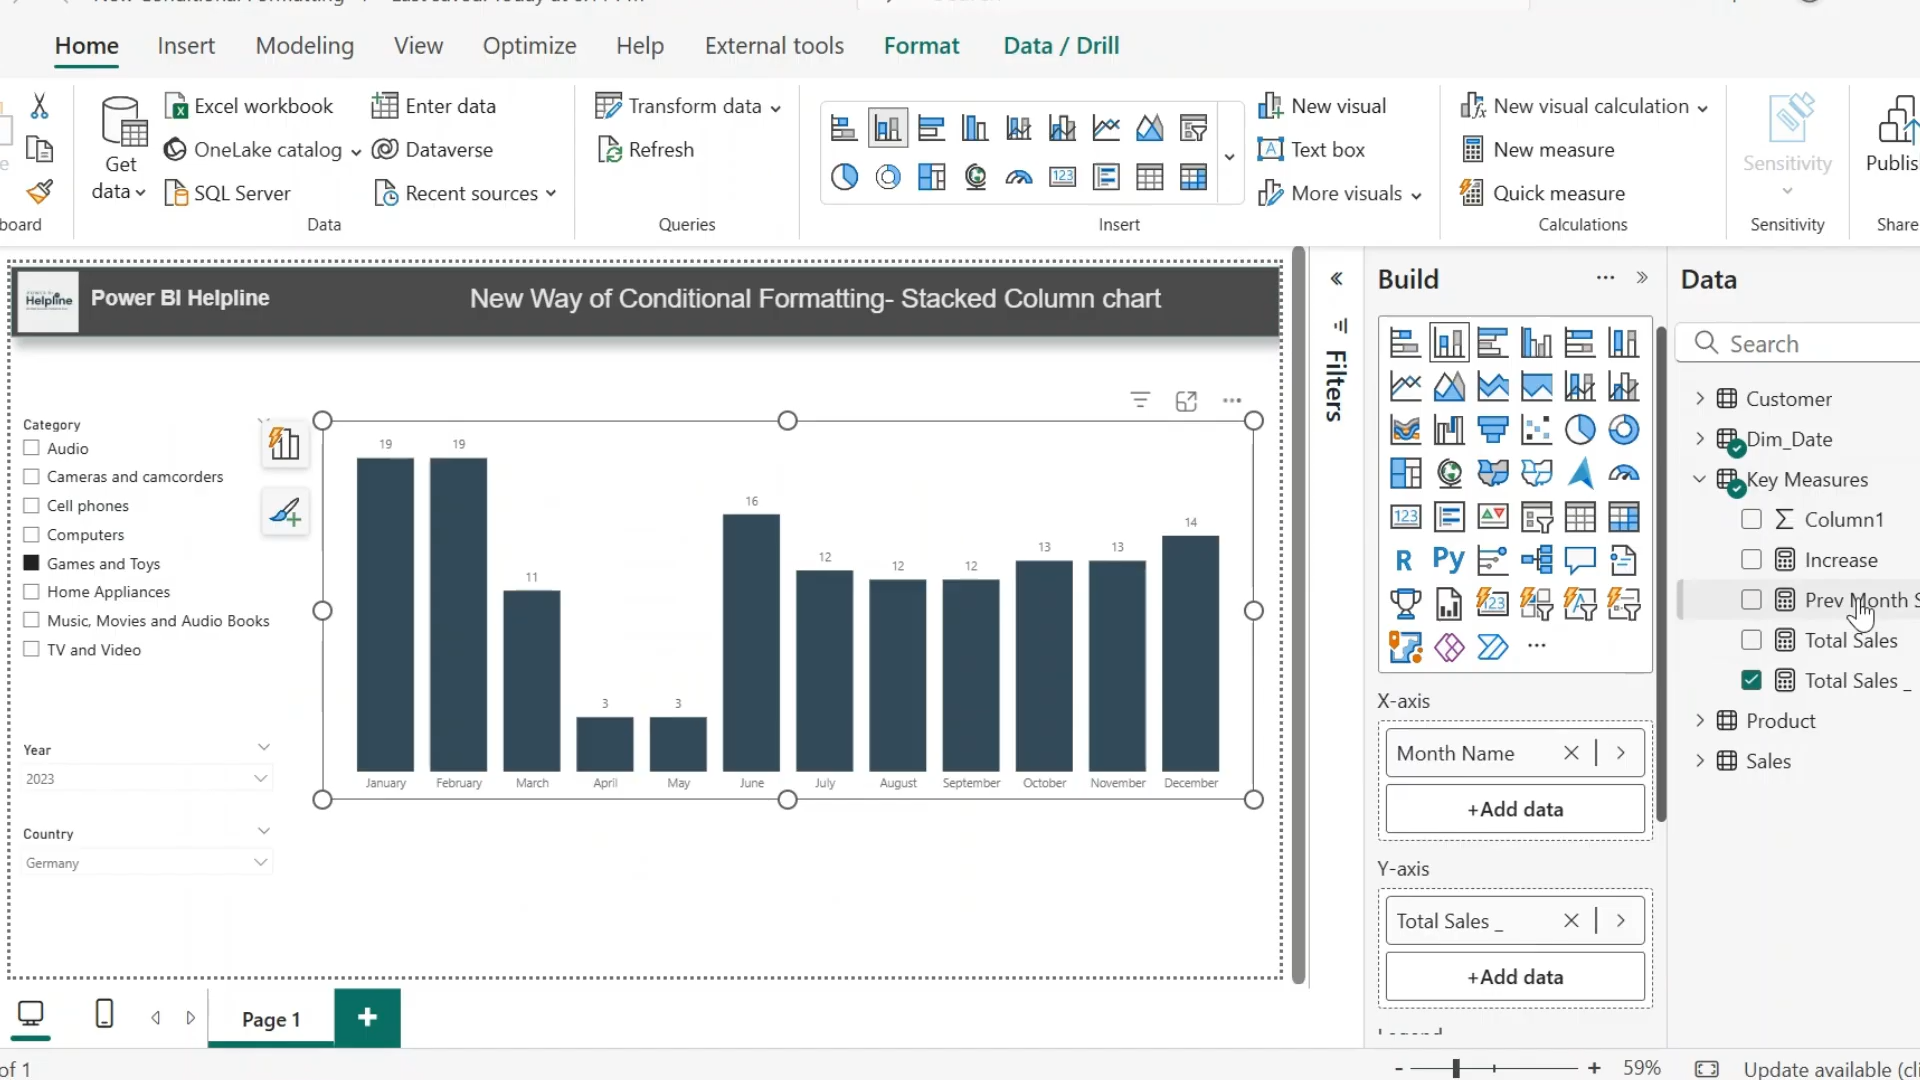 Home Insert Modeling View Optimize Help External tools Format Data / Drill
Get data
Excel workbook
OneLake catalog
SQL Server
Enter data
Dataverse
Recent sources
Data
Transform data
Refresh
Queries
New visual
Text box
More visuals
Insert
New visual calculation
New measure
Quick measure
Calculations
Sensitivity
Sensitivity
Publis
Share
board
Helpline
Power BI Helpline
New Way of Conditional Formatting- Stacked Column chart
Category
Audio
Cameras and camcorders
Cell phones
Computers
Games and Toys
Home Appliances
Music, Movies and Audio Books
TV and Video
Year
2023
Country
Germany
19 19 11 3 3 16 12 12 12 13 13 14
January February March April May June July August September October November December
Filters
Build
123
R Py
123
X-axis
Month Name
+Add data
Y-axis
Total Sales _
+Add data
Data
Search
Customer
Dim_Date
Key Measures
Column1
Increase
Prev Month S
Total Sales
Total Sales _
Product
Sales
Page 1
of 1
- + 59%
Update available (cli